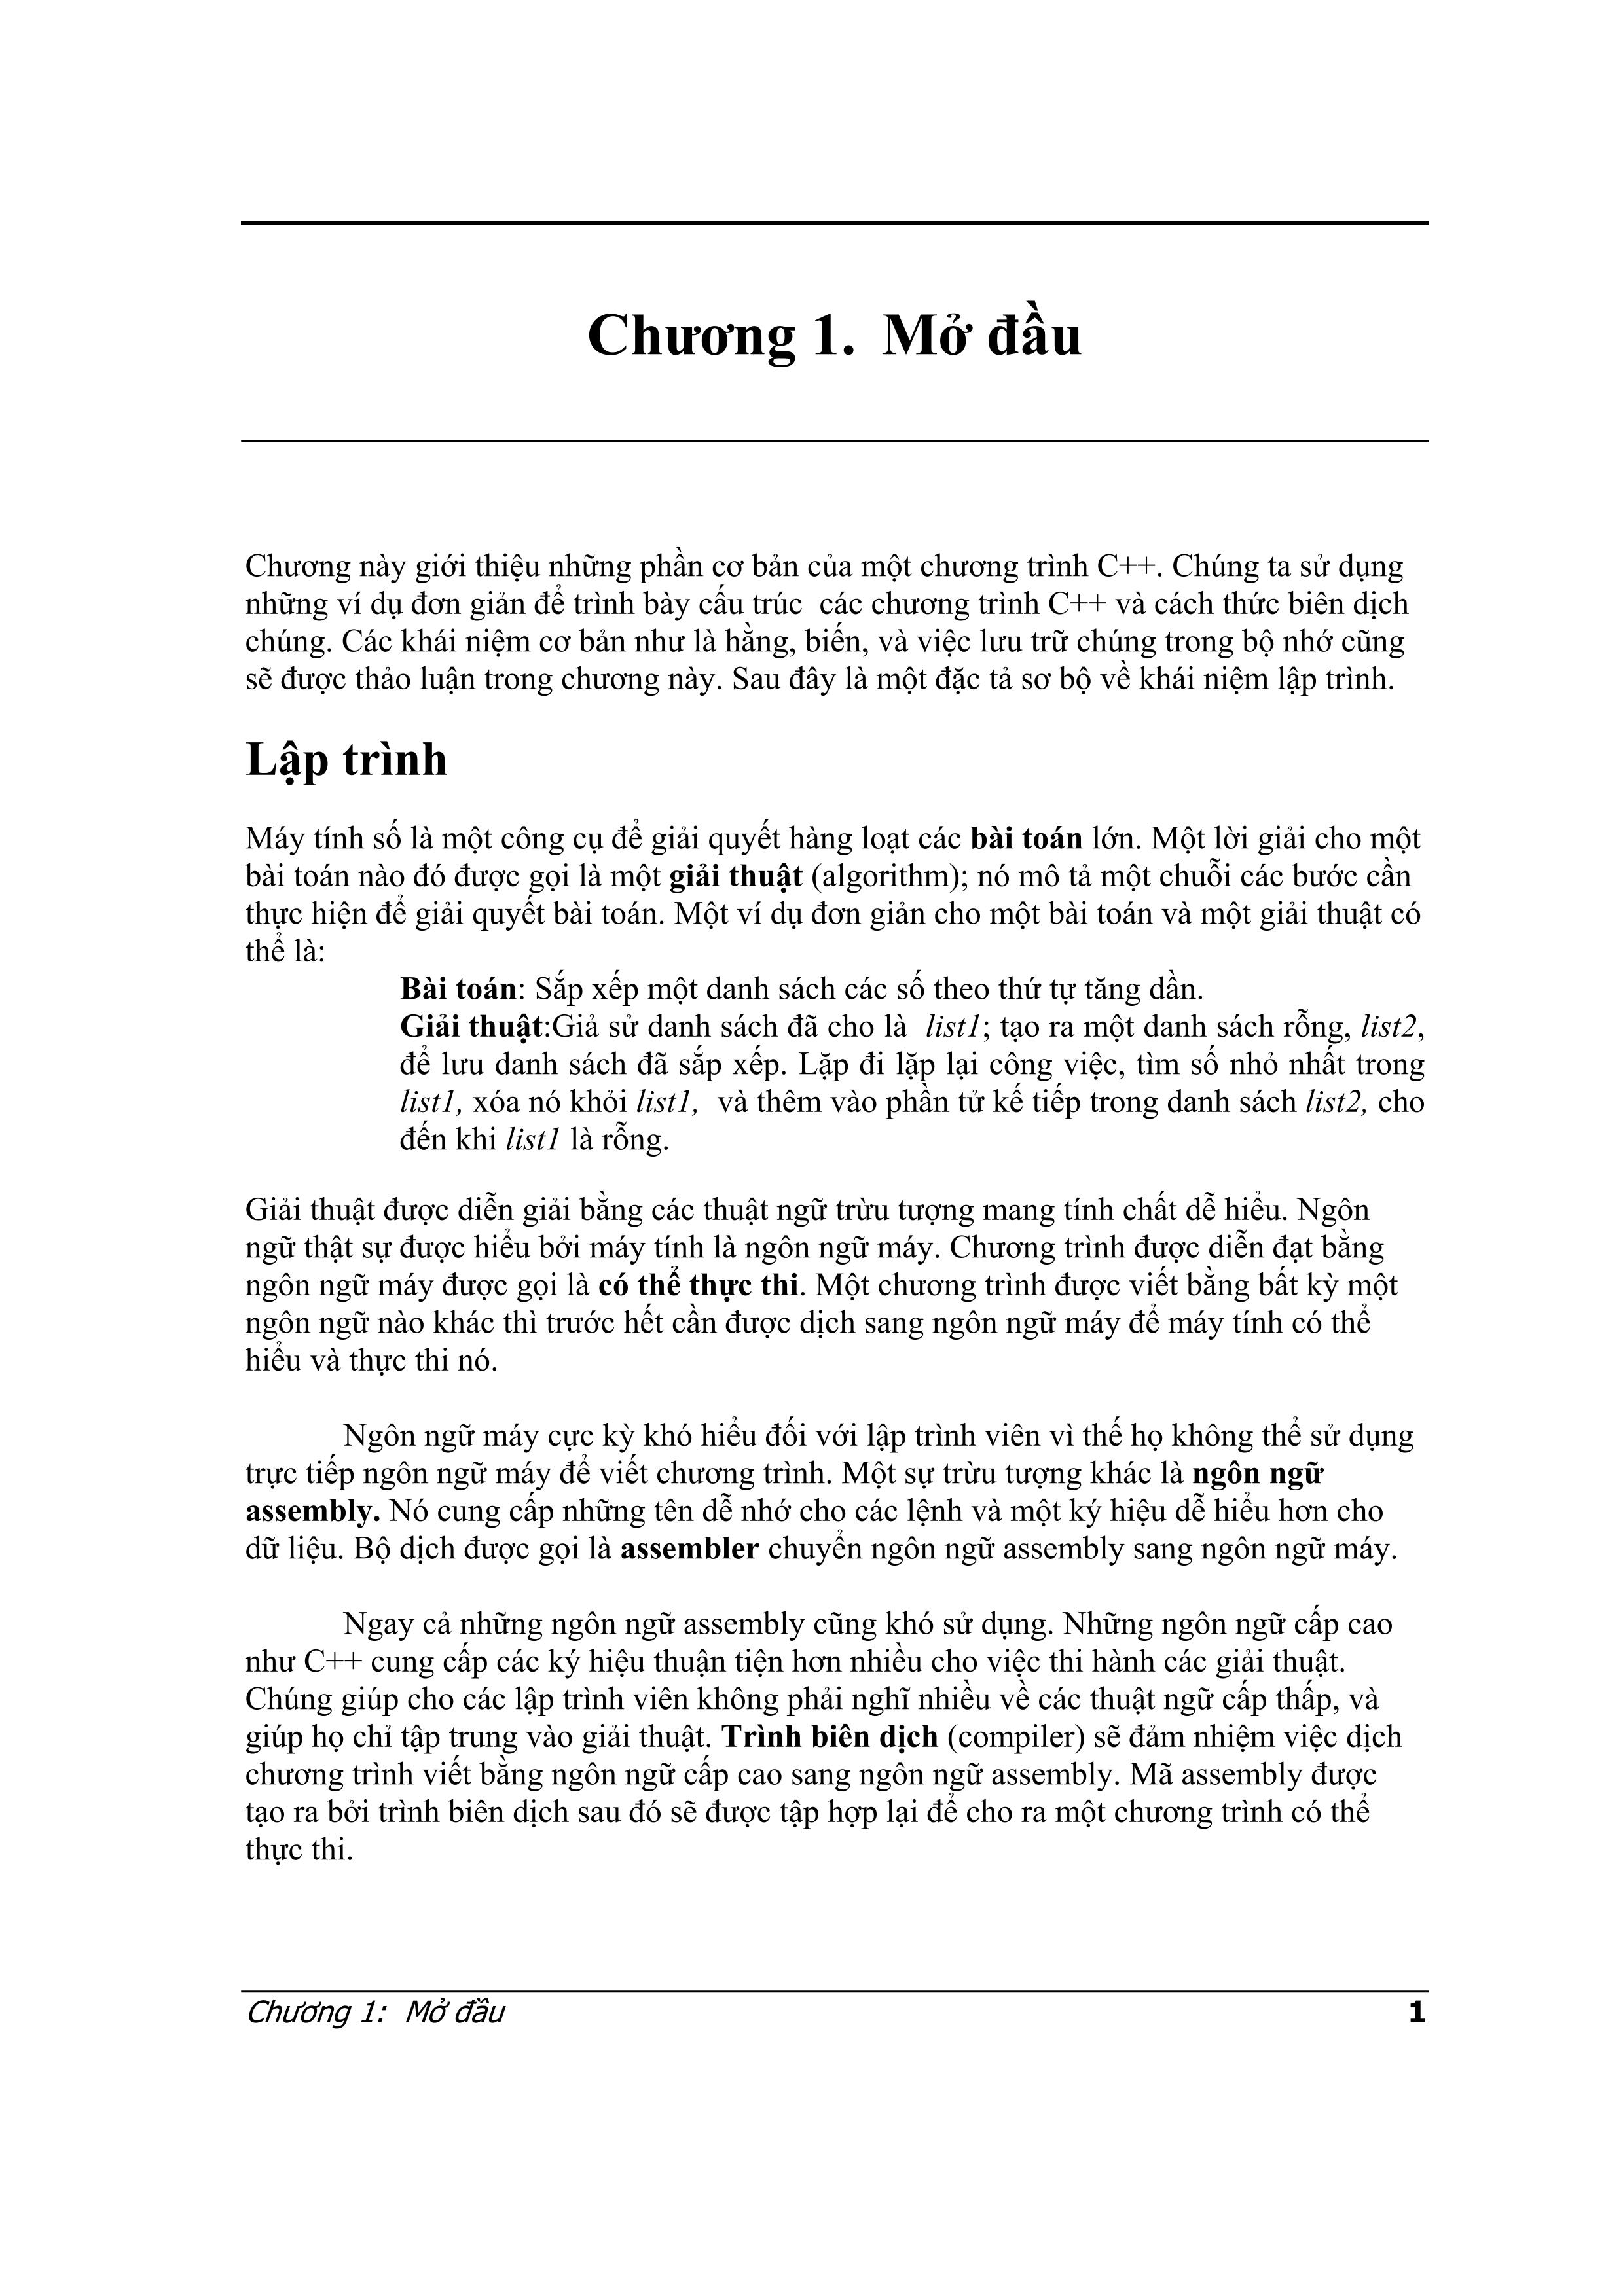 Chương 1. Mở đầu
Chương này giới thiệu những phần cơ bản của một chương trình C++. Chúng ta sử dụng
những ví dụ đơn giản để trình bày cấu trúc các chương trình C++ và cách thức biên dịch
chúng. Các khái niệm cơ bản như là hằng, biến, và việc lưu trữ chúng trong bộ nhớ cũng
sẽ được thảo luận trong chương này. Sau đây là một đặc tả sơ bộ về khái niệm lập trình.
Lập trình
Máy tính số là một công cụ để giải quyết hàng loạt các bài toán lớn. Một lời giải cho một
bài toán nào đó được gọi là một giải thuật (algorithm); nó mô tả một chuỗi các bước cần
thực hiện để giải quyết bài toán. Một ví dụ đơn giản cho một bài toán và một giải thuật có
thể là:
Bài toán: Sắp xếp một danh sách các số theo thứ tự tăng dần.
Giải thuật:Giả sử danh sách đã cho là list1; tạo ra một danh sách rỗng, list2,
để lưu danh sách đã sắp xếp. Lặp đi lặp lại công việc, tìm số nhỏ nhất trong
list1, xóa nó khỏi list1, và thêm vào phần tử kế tiếp trong danh sách list2, cho
đến khi list1 là rỗng.
Giải thuật được diễn giải bằng các thuật ngữ trừu tượng mang tính chất dễ hiểu. Ngôn
ngữ thật sự được hiểu bởi máy tính là ngôn ngữ máy. Chương trình được diễn đạt bằng
ngôn ngữ máy được gọi là có thể thực thi. Một chương trình được viết bằng bất kỳ một
ngôn ngữ nào khác thì trước hết cần được dịch sang ngôn ngữ máy để máy tính có thể
hiểu và thực thi nó.
Ngôn ngữ máy cực kỳ khó hiểu đối với lập trình viên vì thế họ không thể sử dụng
trực tiếp ngôn ngữ máy để viết chương trình. Một sự trừu tượng khác là ngôn ngữ
assembly. Nó cung cấp những tên dễ nhớ cho các lệnh và một ký hiệu dễ hiểu hơn cho
dữ liệu. Bộ dịch được gọi là assembler chuyển ngôn ngữ assembly sang ngôn ngữ máy.
Ngay cả những ngôn ngữ assembly cũng khó sử dụng. Những ngôn ngữ cấp cao
như C++ cung cấp các ký hiệu thuận tiện hơn nhiều cho việc thi hành các giải thuật.
Chúng giúp cho các lập trình viên không phải nghĩ nhiều về các thuật ngữ cấp thấp, và
giúp họ chỉ tập trung vào giải thuật. Trình biên dịch (compiler) sẽ đảm nhiệm việc dịch
chương trình viết bằng ngôn ngữ cấp cao sang ngôn ngữ assembly. Mã assembly được
tạo ra bởi trình biên dịch sau đó sẽ được tập hợp lại để cho ra một chương trình có thể
thực thi.
Chương 1: Mở đầu 1